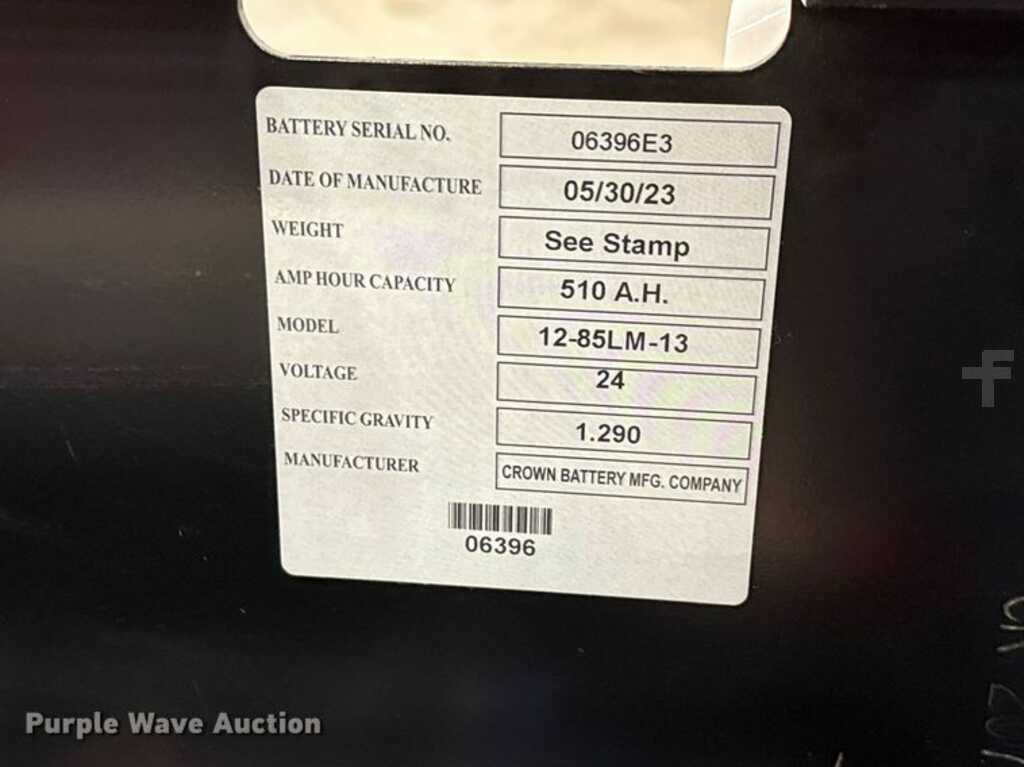 BATTERY SERIAL NO. 06396E3
DATE OF MANUFACTURE 05/30/23
WEIGHT See Stamp
AMP HOUR CAPACITY 510 A.H.
MODEL 12-85LM-13
VOLTAGE 24
SPECIFIC GRAVITY 1.290
MANUFACTURER CROWN BATTERY MFG. COMPANY
06396
Purple Wave Auction